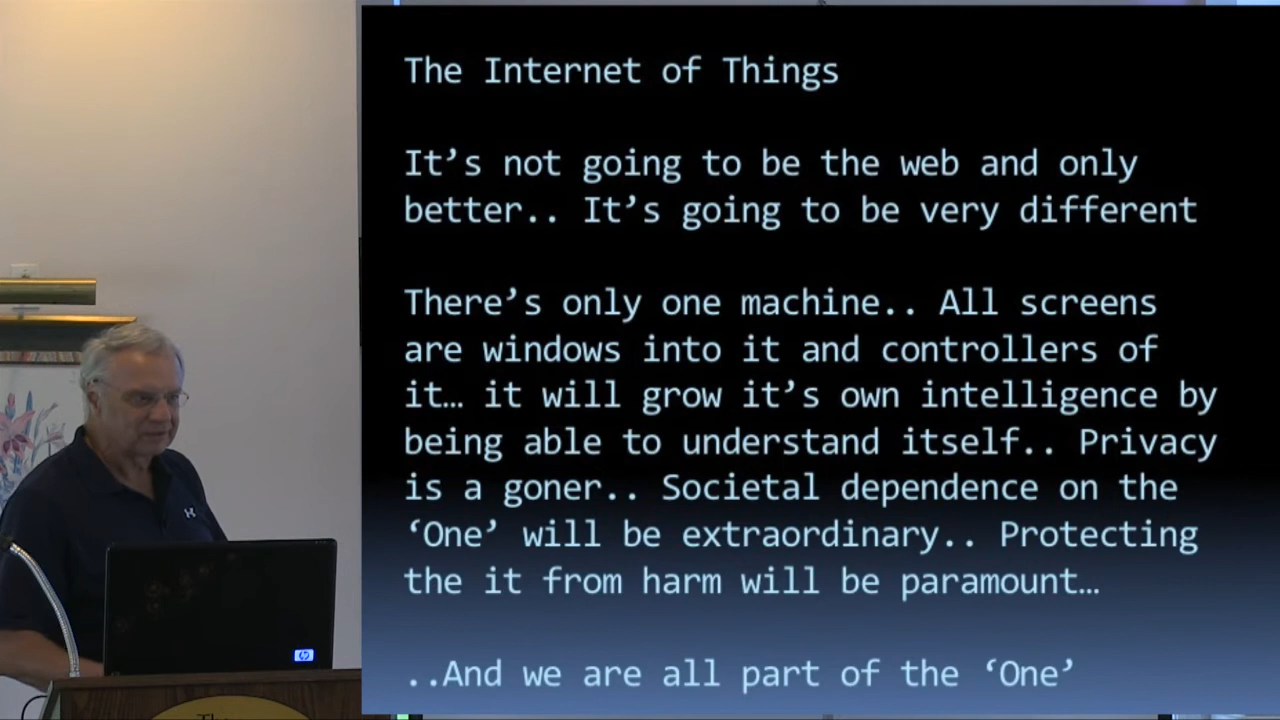 The Internet of Things
It’s not going to be the web and only
better.. It’s going to be very different
There’s only one machine.. All screens
are windows into it and controllers of
it… it will grow it’s own intelligence by
being able to understand itself.. Privacy
is a goner.. Societal dependence on the
‘One’ will be extraordinary.. Protecting
the it from harm will be paramount…
..And we are all part of the ‘One’
hp
The